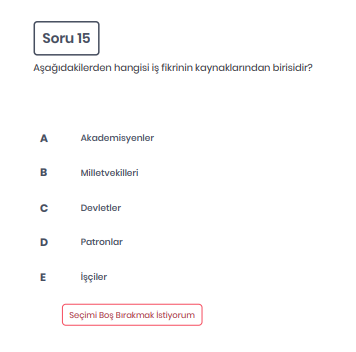 Soru 15
Aşağıdakilerden hangisi iş fikrinin kaynaklarından birisidir?
A Akademisyenler
B Milletvekilleri
C Devletler
D Patronlar
E İşçiler
Seçimi Boş Bırakmak İstiyorum